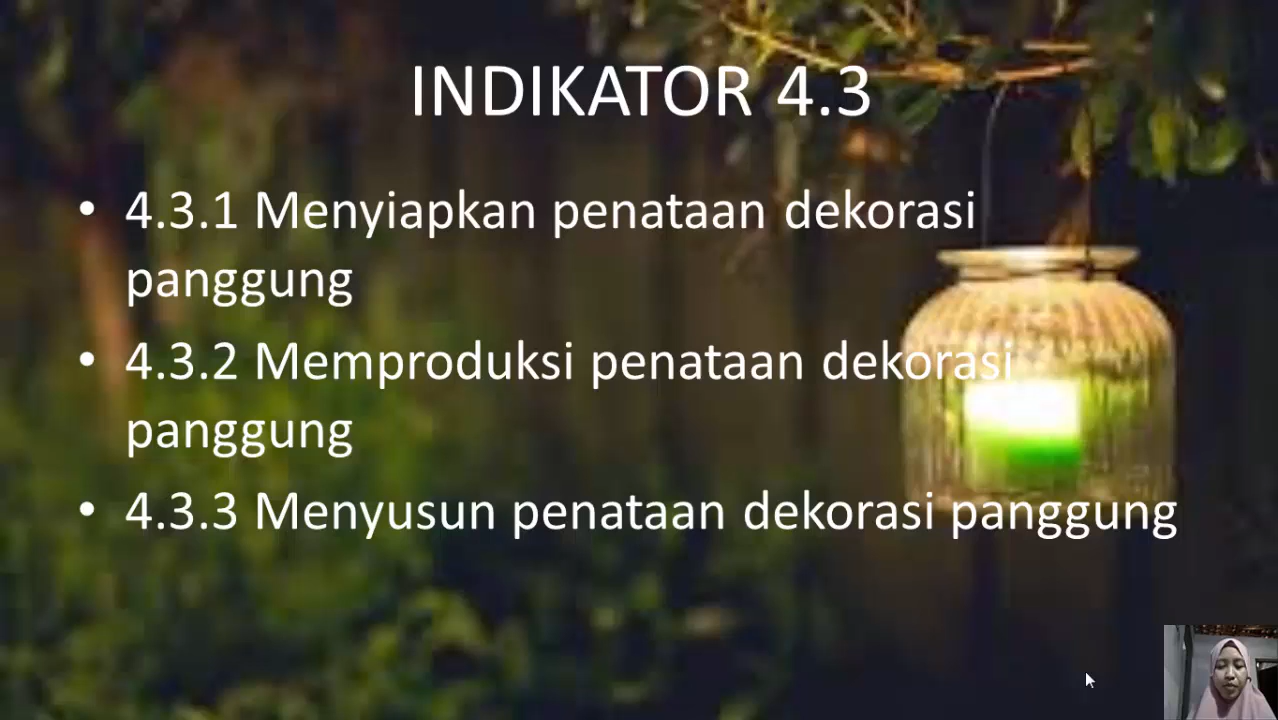 INDIKATOR 4.3
• 4.3.1 Menyiapkan penataan dekorasi
panggung
• 4.3.2 Memproduksi penataan dekorasi
panggung
• 4.3.3 Menyusun penataan dekorasi panggung